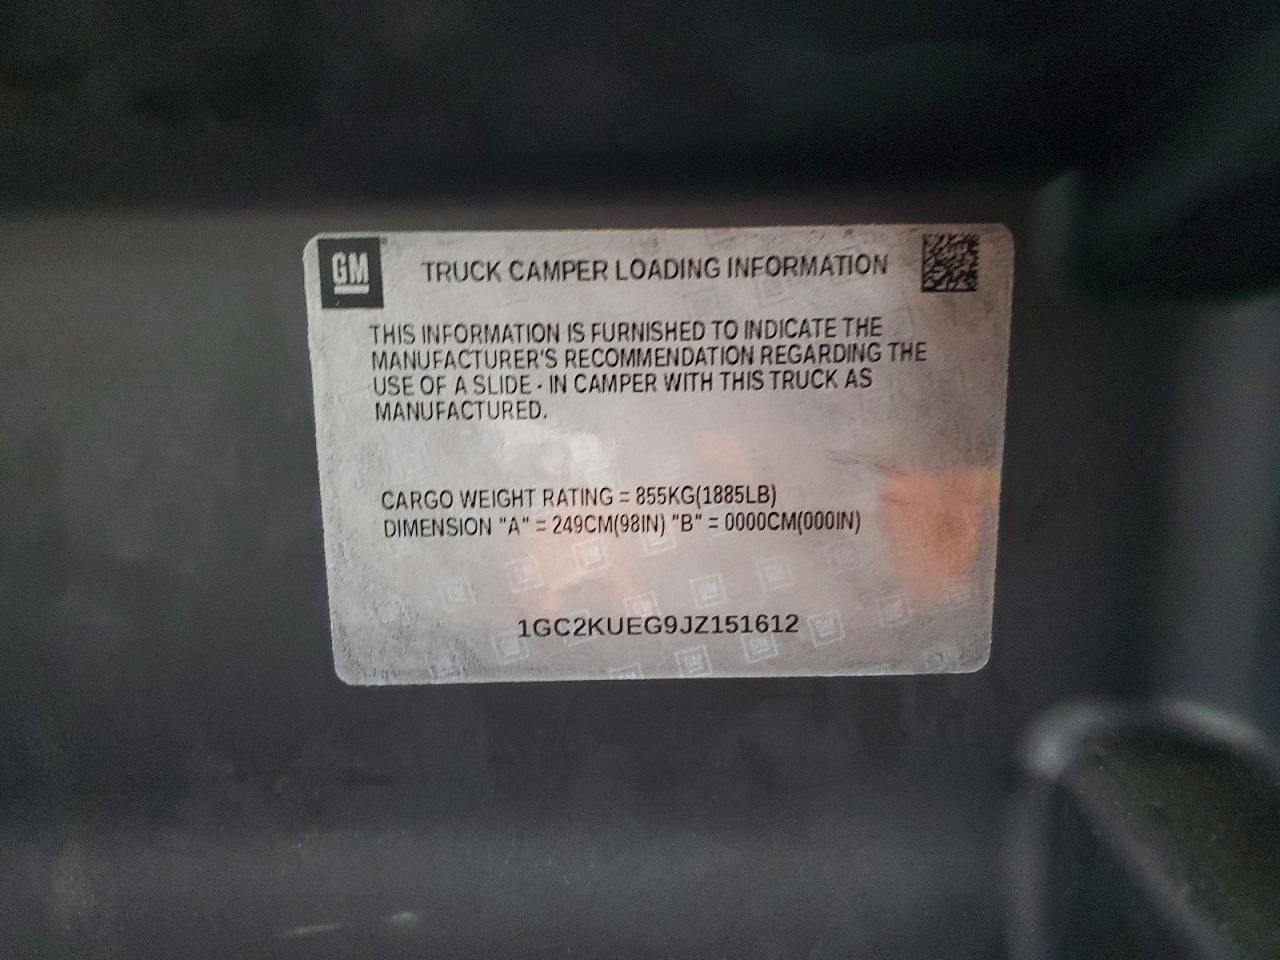 GM
TRUCK CAMPER LOADING INFORMATION
THIS INFORMATION IS FURNISHED TO INDICATE THE
MANUFACTURER'S RECOMMENDATION REGARDING THE
USE OF A SLIDE - IN CAMPER WITH THIS TRUCK AS
MANUFACTURED.
CARGO WEIGHT RATING = 855KG(1885LB)
DIMENSION "A" = 249CM(98IN) "B" = 0000CM(000IN)
1GC2KUEG9JZ151612